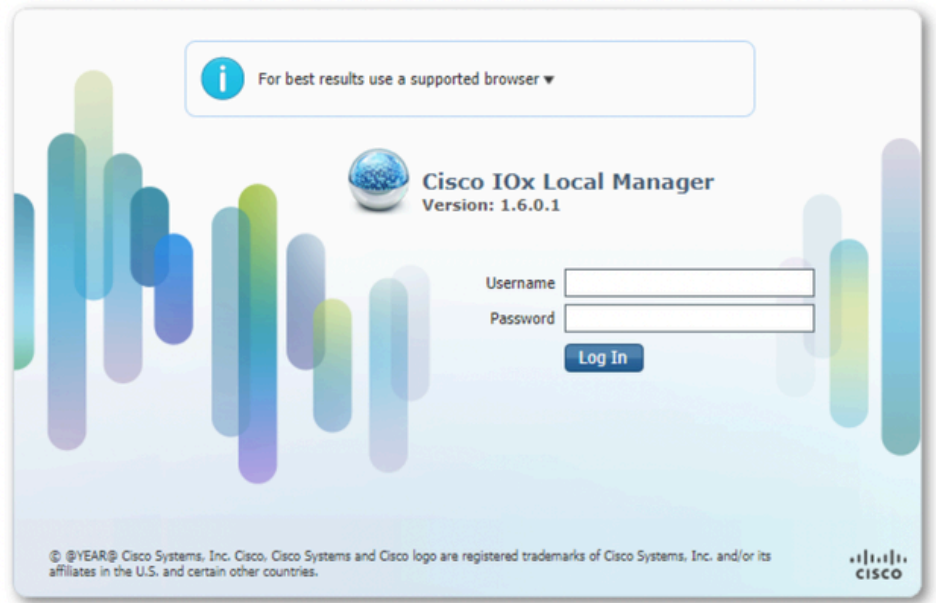 For best results use a supported browser ▾
Cisco IOx Local Manager
Version: 1.6.0.1
Username
Password
Log In
© @YEAR@ Cisco Systems, Inc. Cisco, Cisco Systems and Cisco logo are registered trademarks of Cisco Systems, Inc. and/or its
affiliates in the U.S. and certain other countries.
CISCO